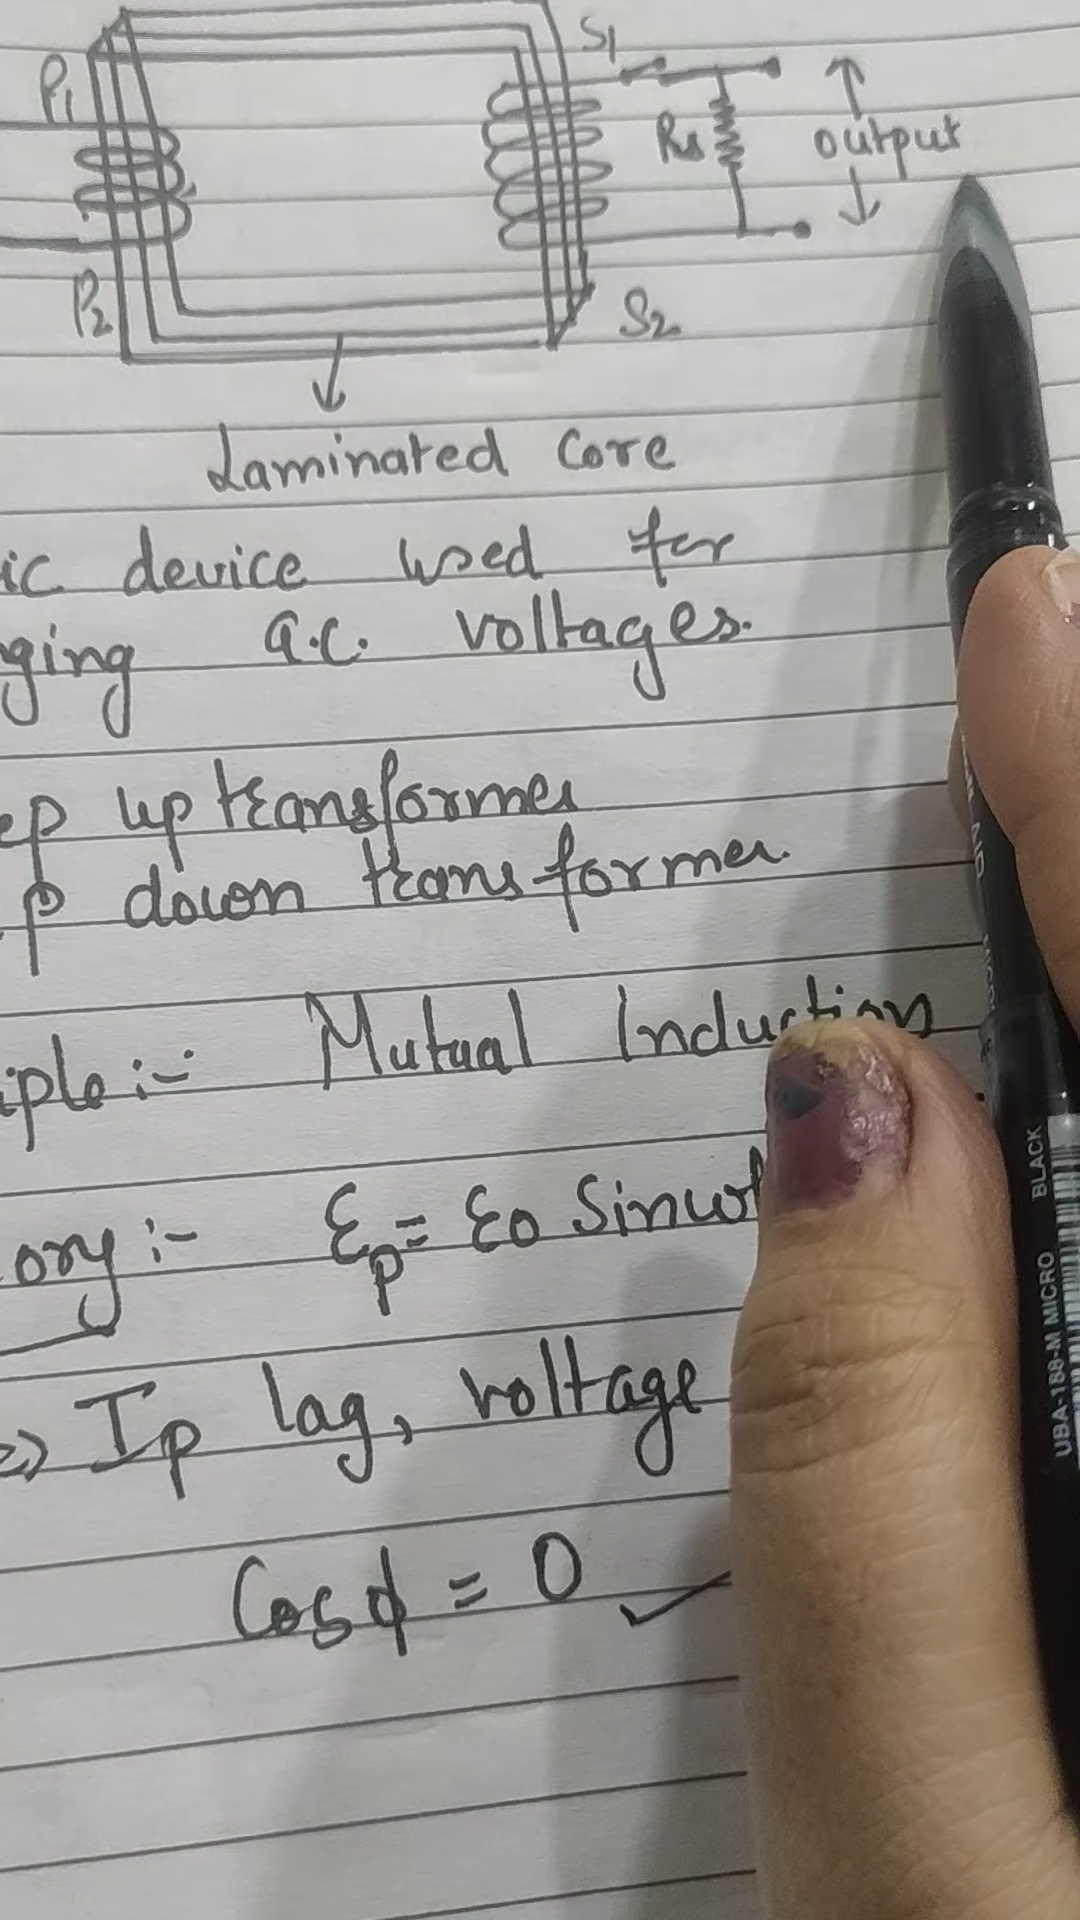 P1
S1
Rs
output
P2
S2
Laminated Core
ic device used for
ging a.c. voltages.
ep up transformer
p down transformer.
iple :- Mutual Induction
ory :- Ep = E0 Sinwt
=> Ip lag, voltage
Cos ϕ = 0 ✓
UBA-188-M MICRO BLACK